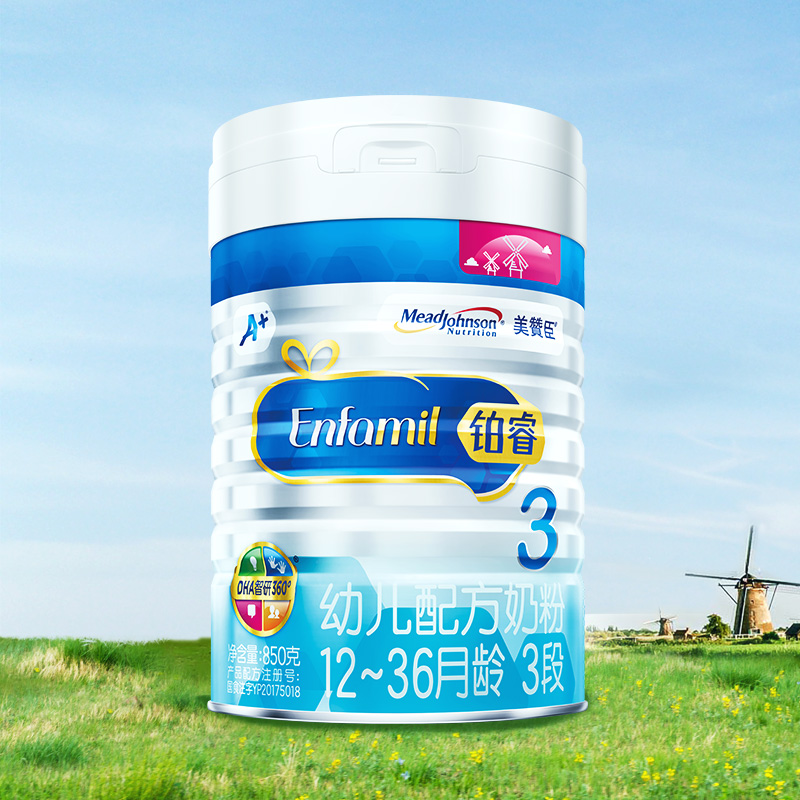 A+
MeadJohnson® 美赞臣
Nutrition
Enfamil 铂睿
3
DHA智研360°
幼儿配方奶粉
12~36月龄 3段
净含量:850克
产品配方注册号:
国食注字YP20175018